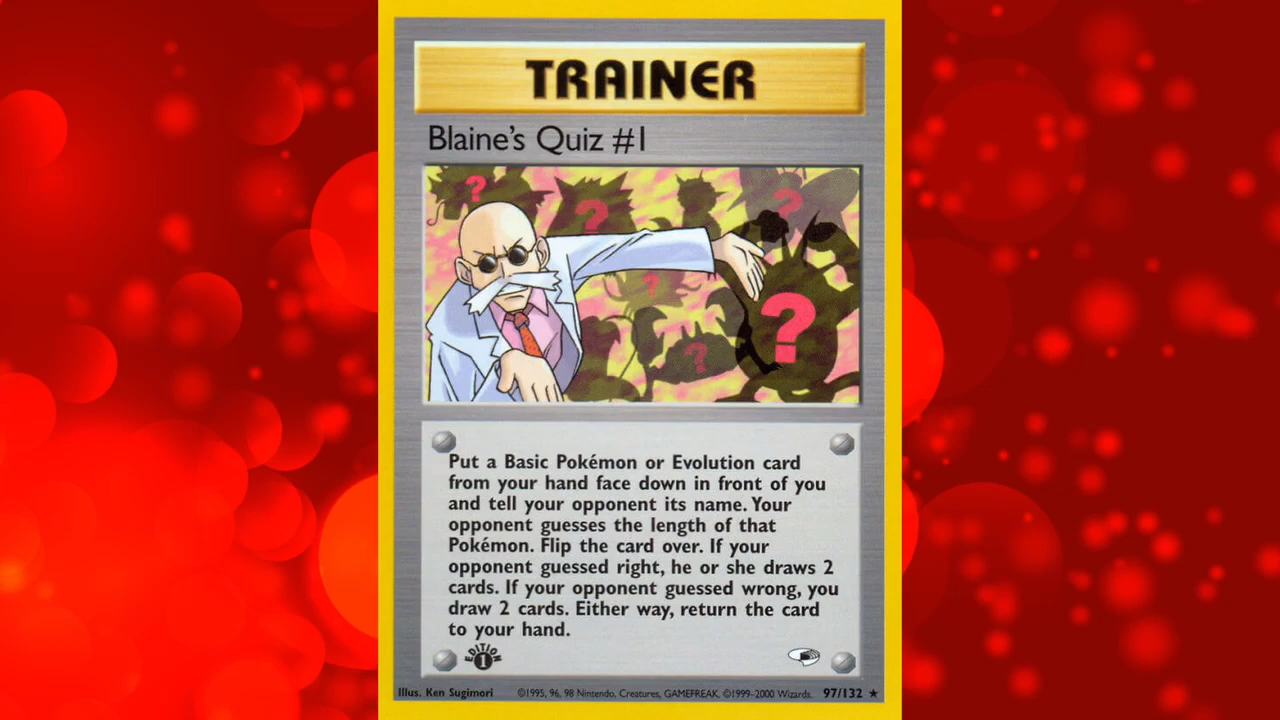 TRAINER
Blaine's Quiz #1
?
?
?
?
?
?
Put a Basic Pokémon or Evolution card
from your hand face down in front of you
and tell your opponent its name. Your
opponent guesses the length of that
Pokémon. Flip the card over. If your
opponent guessed right, he or she draws 2
cards. If your opponent guessed wrong, you
draw 2 cards. Either way, return the card
to your hand.
EDITION
1
Illus. Ken Sugimori ©1995, 96, 98 Nintendo, Creatures, GAMEFREAK. ©1999-2000 Wizards. 97/132 ★